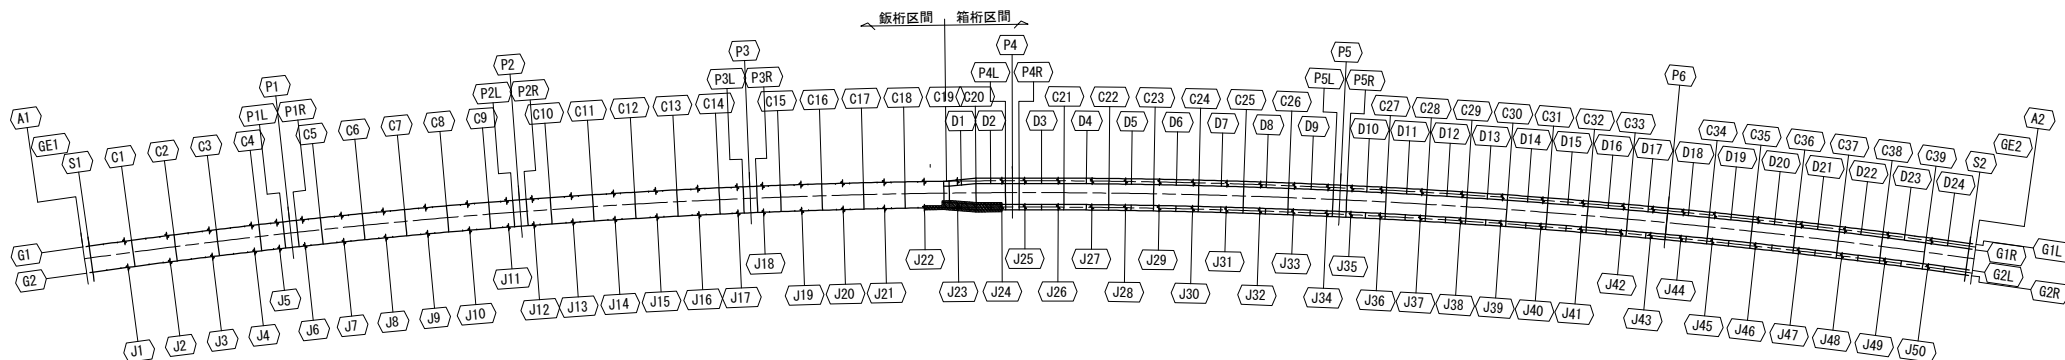 鈑桁区間 箱桁区間
A1 GE1 S1 C1 C2 C3 C4 P1L P1 P1R C5 C6 C7 C8 C9 P2L P2 P2R C10 C11 C12 C13 C14 P3L P3 P3R C15 C16 C17 C18 C19 C20 P4L P4 P4R C21 C22 C23 C24 C25 C26 P5L P5 P5R C27 C28 C29 C30 C31 C32 C33 P6 C34 C35 C36 C37 C38 C39 S2 GE2 A2
D1 D2 D3 D4 D5 D6 D7 D8 D9 D10 D11 D12 D13 D14 D15 D16 D17 D18 D19 D20 D21 D22 D23 D24
G1 G2
G1L G1R G2L G2R
J1 J2 J3 J4 J5 J6 J7 J8 J9 J10 J11 J12 J13 J14 J15 J16 J17 J18 J19 J20 J21 J22 J23 J24 J25 J26 J27 J28 J29 J30 J31 J32 J33 J34 J35 J36 J37 J38 J39 J40 J41 J42 J43 J44 J45 J46 J47 J48 J49 J50